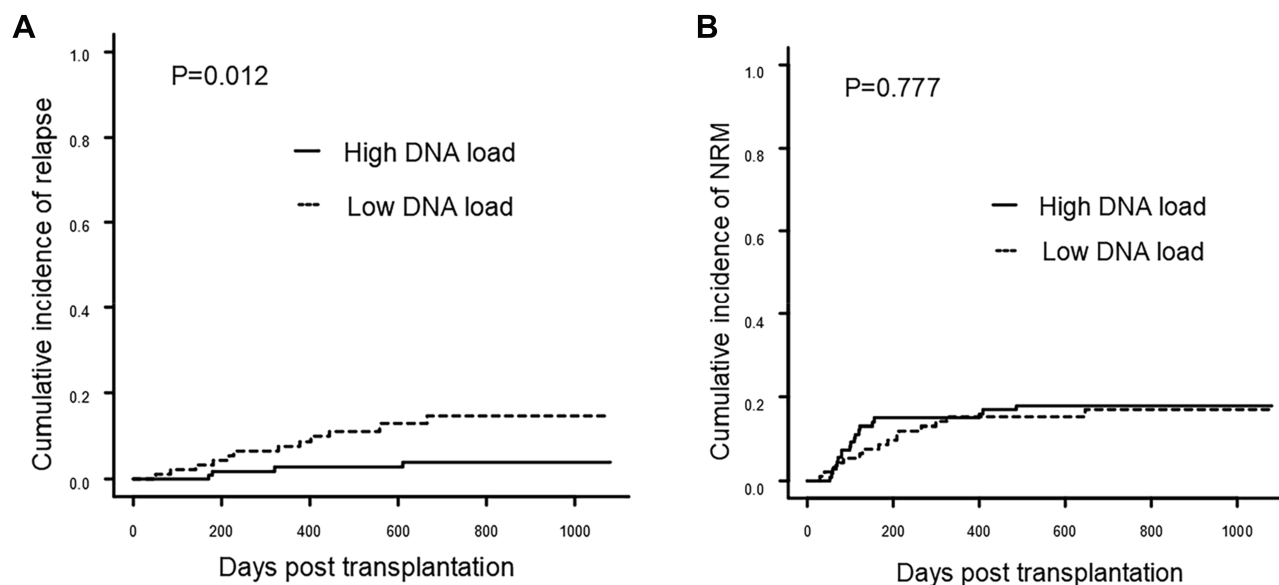 A
P=0.012
High DNA load
Low DNA load
Cumulative incidence of relapse
1.0
0.8
0.6
0.4
0.2
0.0
0 200 400 600 800 1000
Days post transplantation
B
P=0.777
High DNA load
Low DNA load
Cumulative incidence of NRM
1.0
0.8
0.6
0.4
0.2
0.0
0 200 400 600 800 1000
Days post transplantation